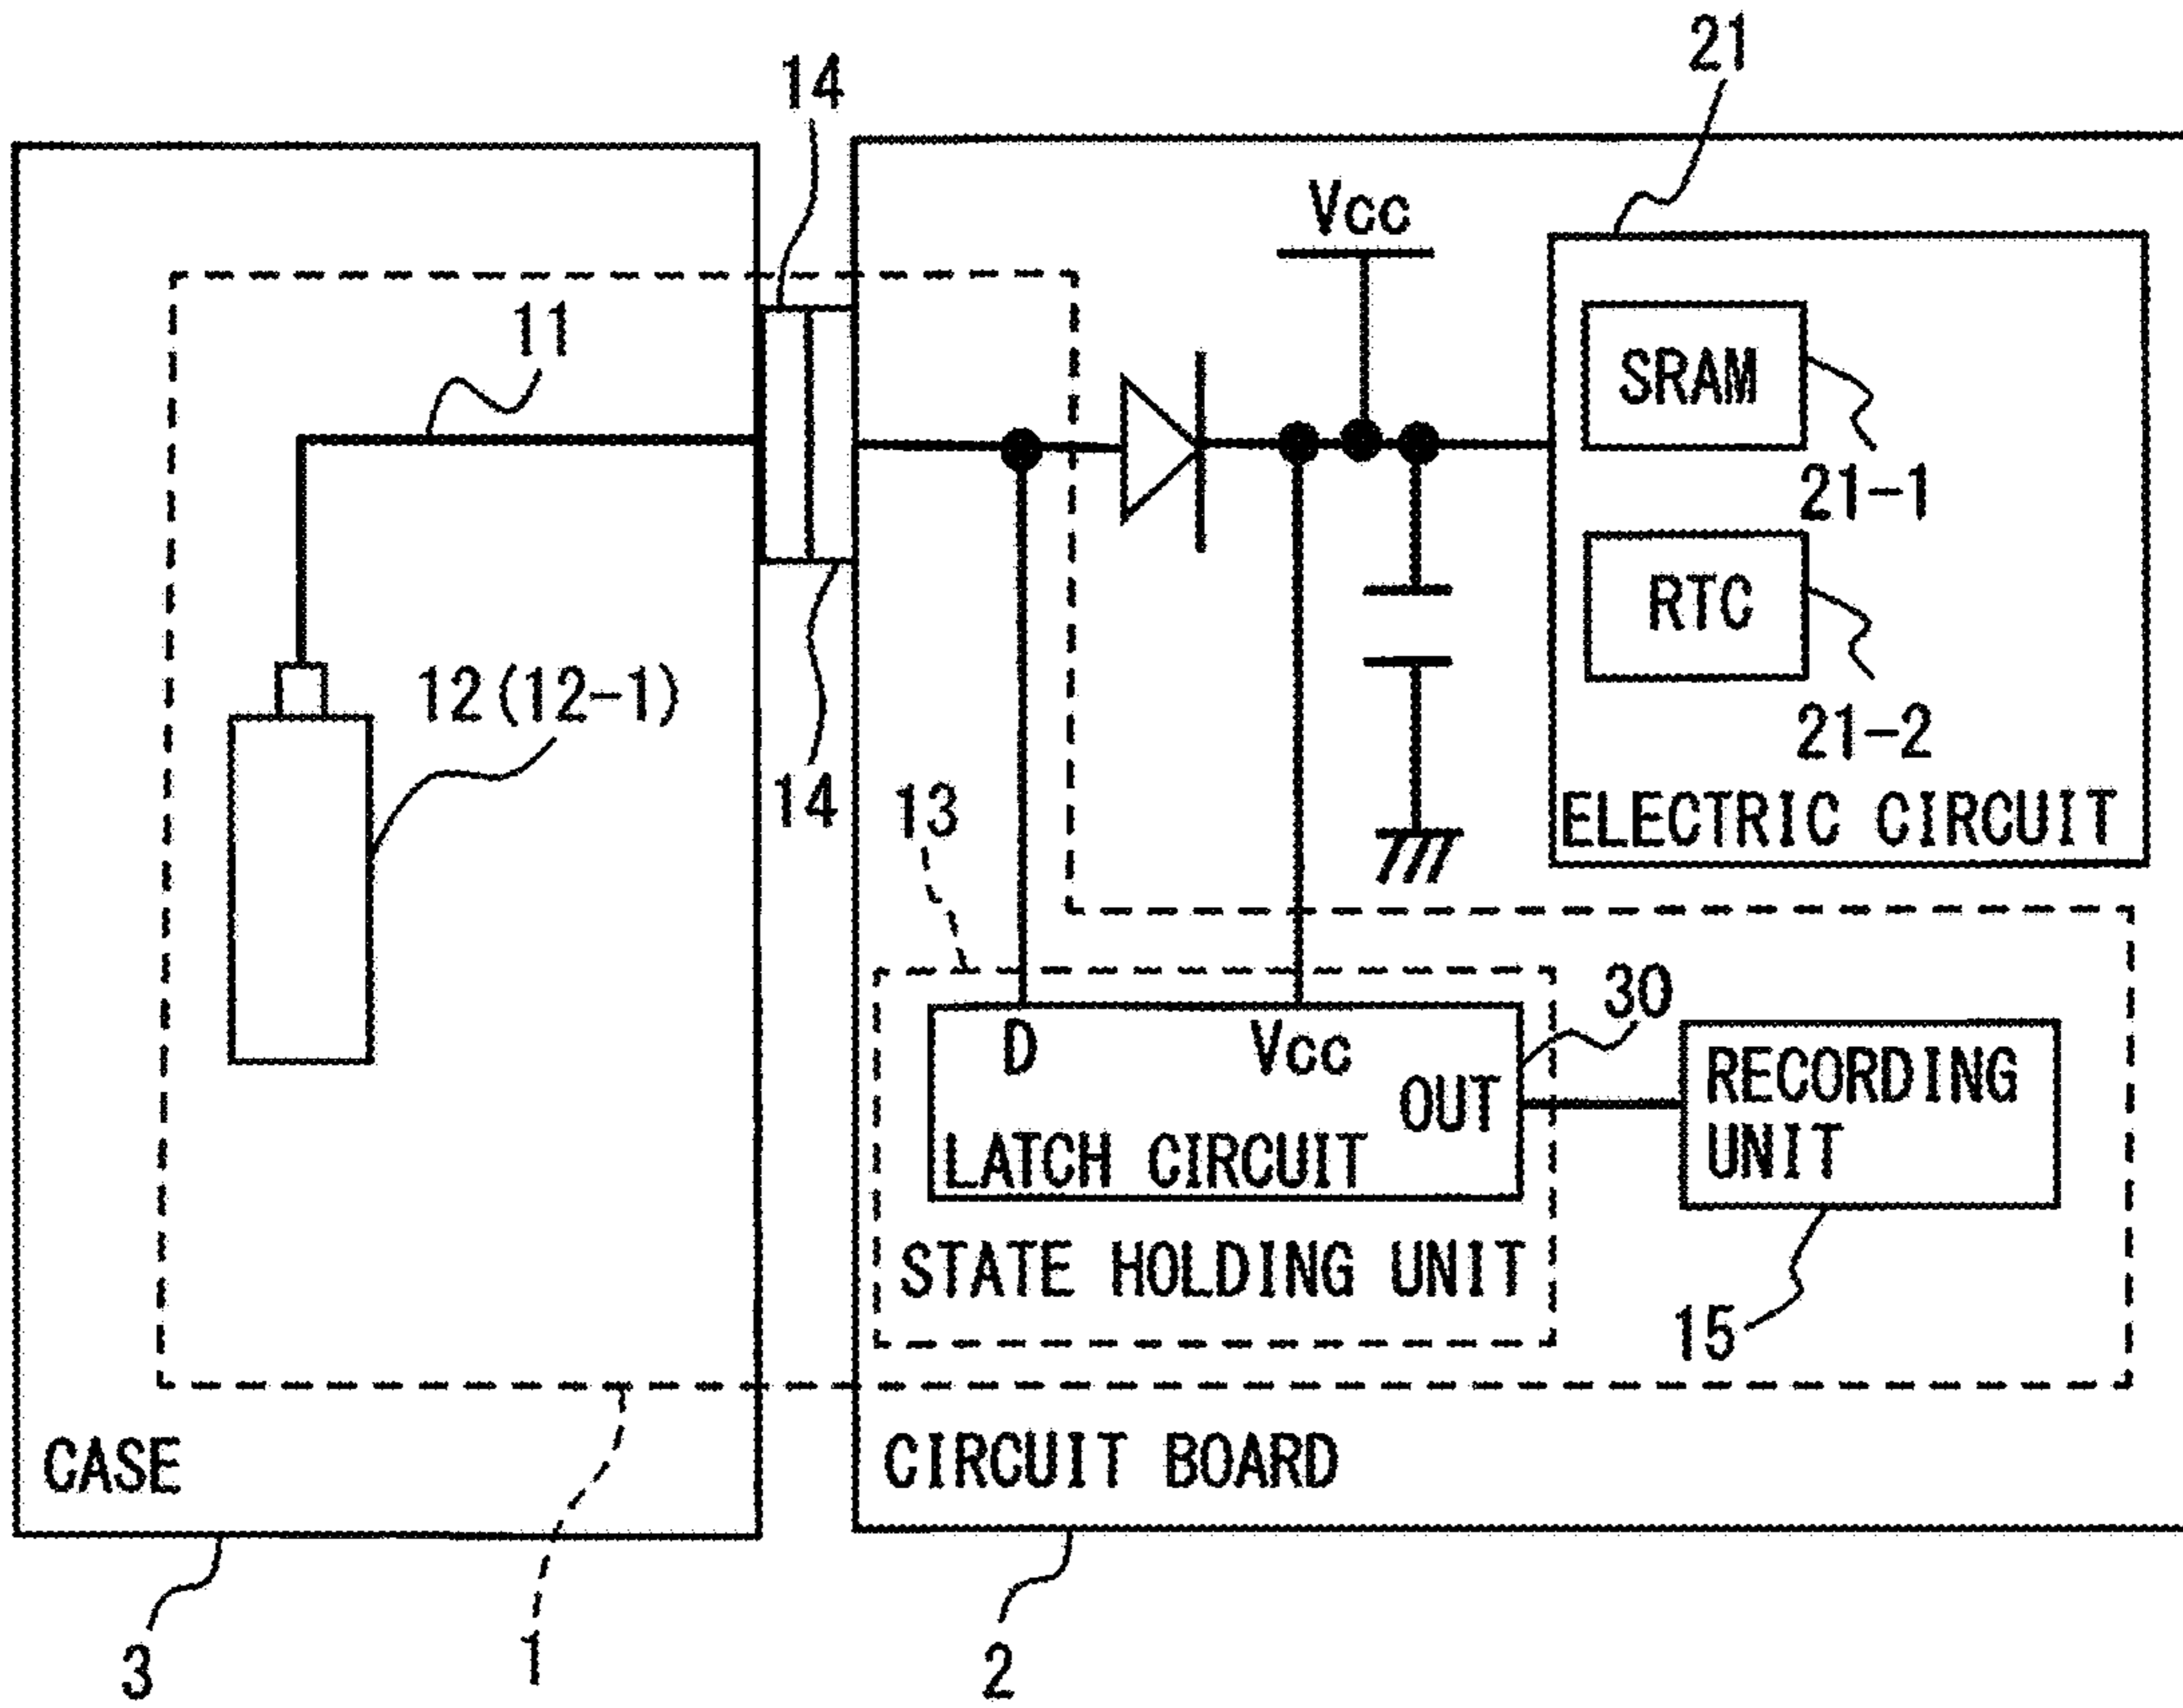 21
14
Vcc
11
SRAM
21-1
RTC
12(12-1)
21-2
14
13
ELECTRIC CIRCUIT
30
D
Vcc
OUT
LATCH CIRCUIT
RECORDING
UNIT
STATE HOLDING UNIT
15
CASE
CIRCUIT BOARD
3
1
2